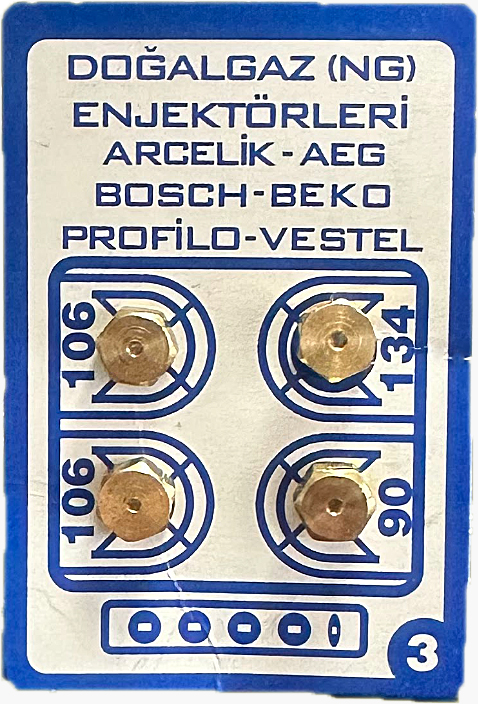 DOĞALGAZ (NG)
ENJEKTÖRLERİ
ARCELİK - AEG
BOSCH-BEKO
PROFİLO-VESTEL
106
134
106
90
3